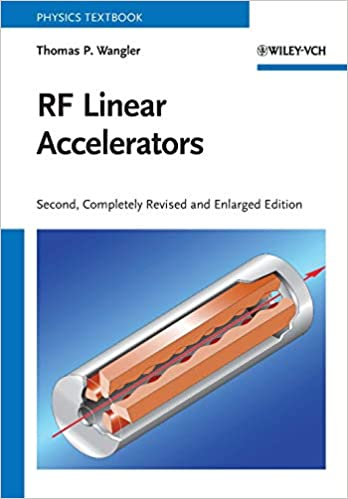 PHYSICS TEXTBOOK
Thomas P. Wangler
WILEY-VCH
RF Linear
Accelerators
Second, Completely Revised and Enlarged Edition